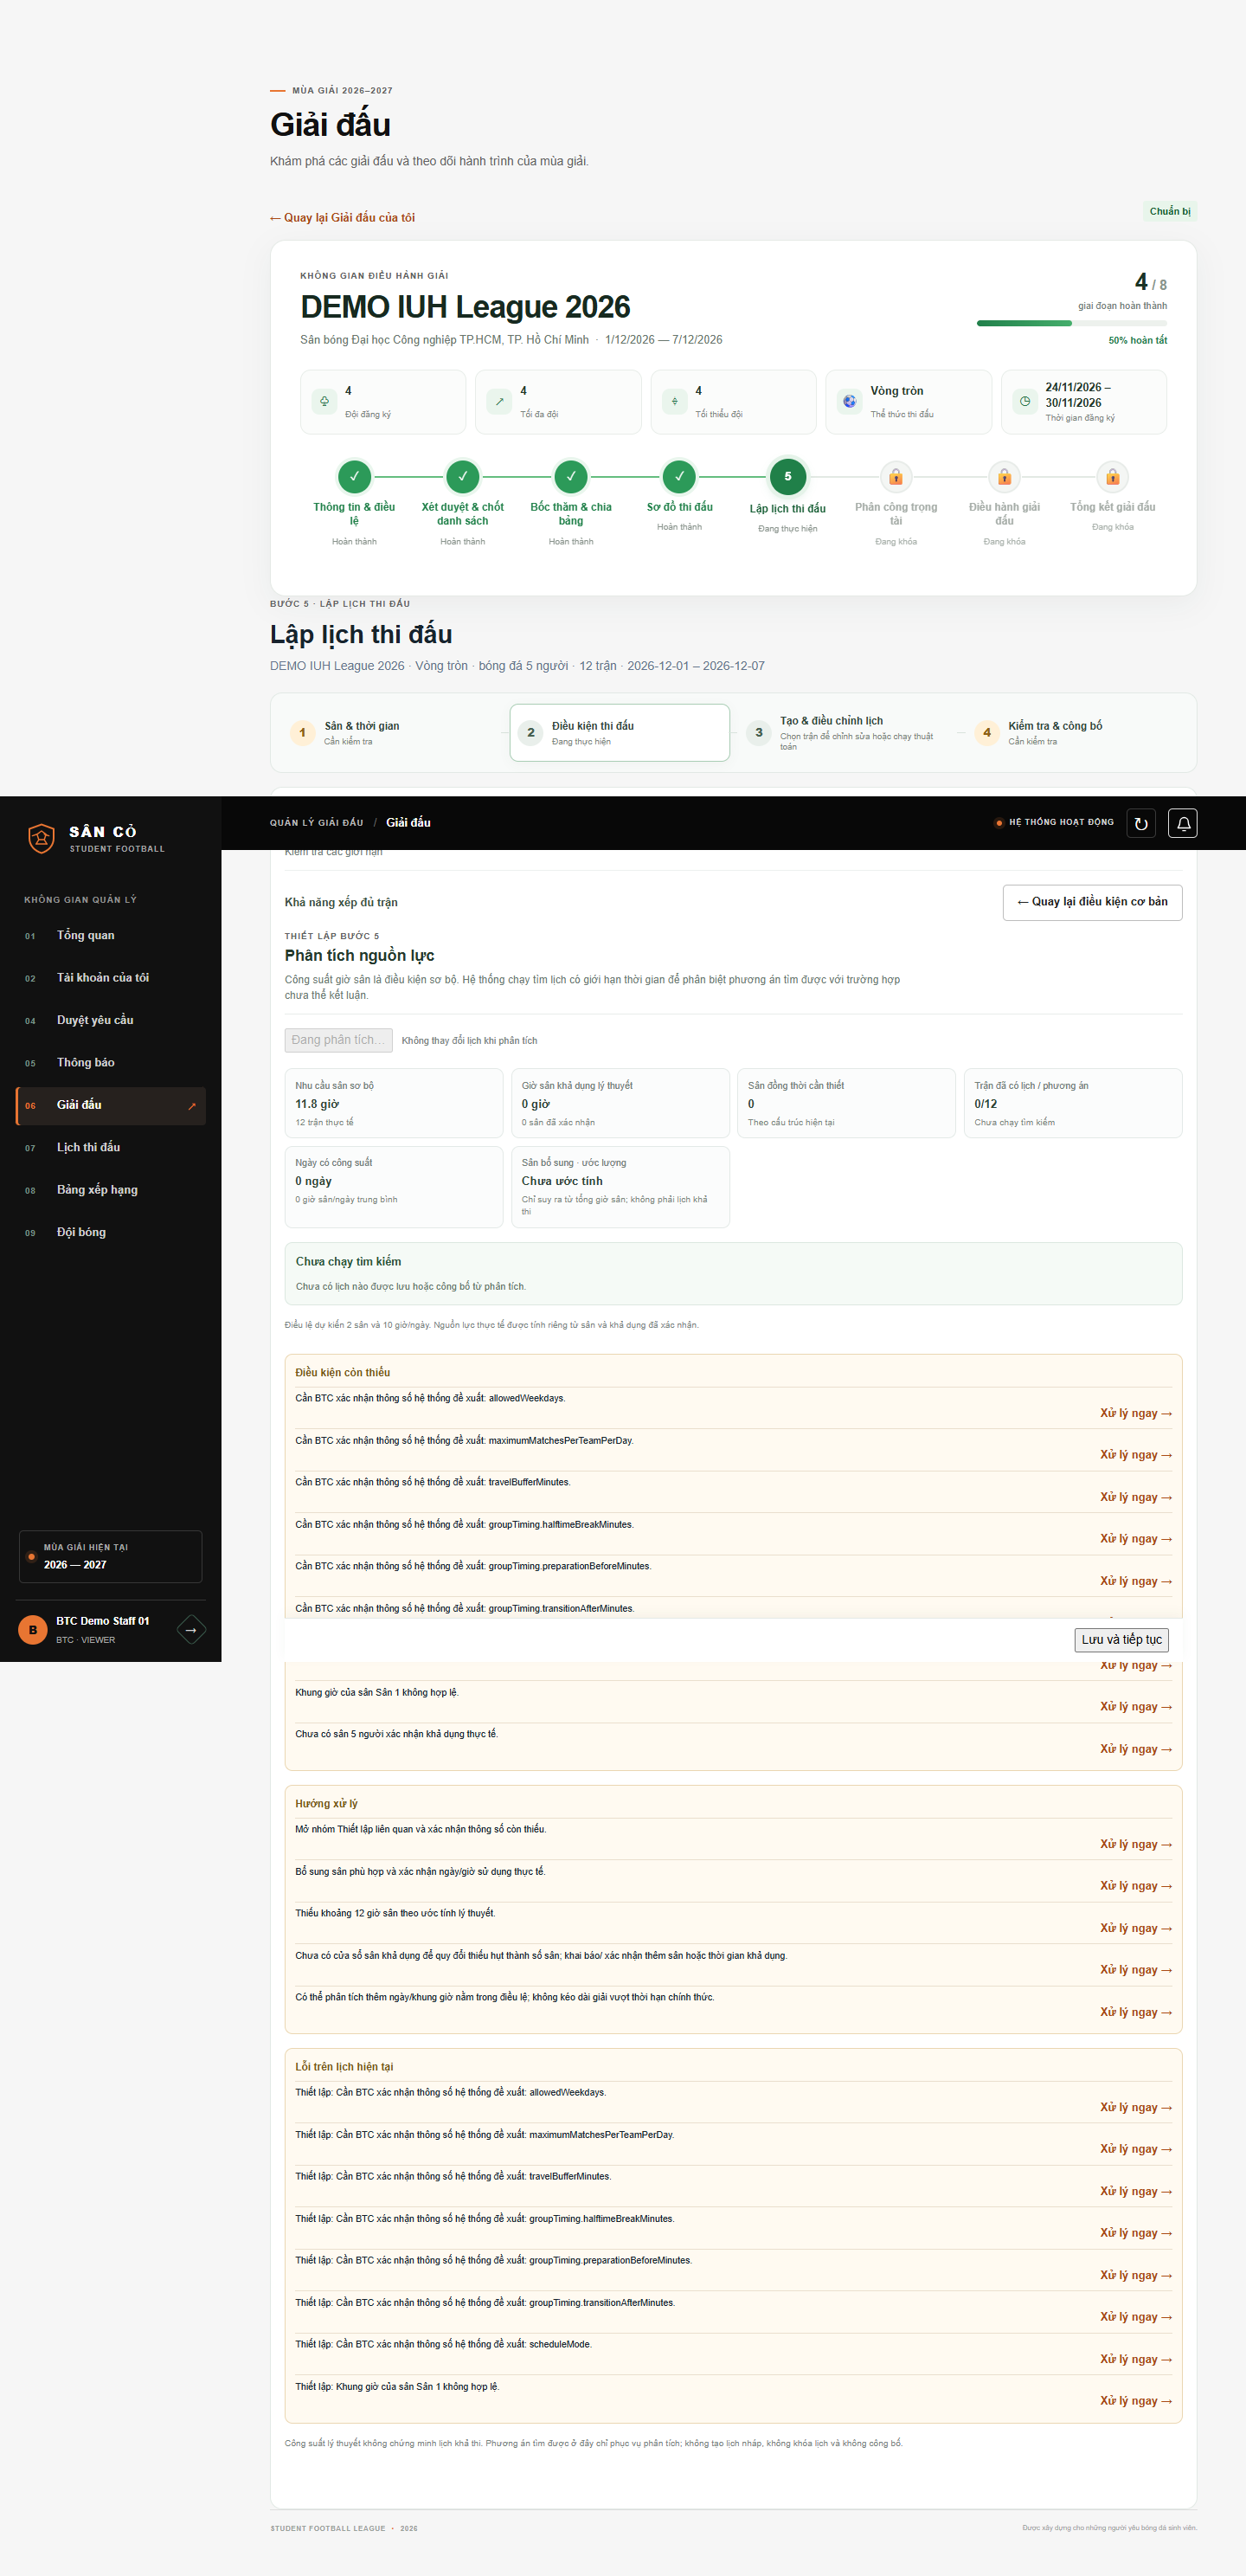 MÙA GIẢI 2026–2027
Giải đấu
Khám phá các giải đấu và theo dõi hành trình của mùa giải.
← Quay lại Giải đấu của tôi
Chuẩn bị
KHÔNG GIAN ĐIỀU HÀNH GIẢI
DEMO IUH League 2026
Sân bóng Đại học Công nghiệp TP.HCM, TP. Hồ Chí Minh · 1/12/2026 — 7/12/2026
4 / 8
giai đoạn hoàn thành
50% hoàn tất
4
Đội đăng ký
4
Tối đa đội
4
Tối thiểu đội
Vòng tròn
Thể thức thi đấu
24/11/2026 –
30/11/2026
Thời gian đăng ký
Thông tin & điều
lệ
Hoàn thành
Xét duyệt & chốt
danh sách
Hoàn thành
Bốc thăm & chia
bảng
Hoàn thành
Sơ đồ thi đấu
Hoàn thành
5
Lập lịch thi đấu
Đang thực hiện
Phân công trọng
tài
Đang khóa
Điều hành giải
đấu
Đang khóa
Tổng kết giải đấu
Đang khóa
BƯỚC 5 · LẬP LỊCH THI ĐẤU
Lập lịch thi đấu
DEMO IUH League 2026 · Vòng tròn · bóng đá 5 người · 12 trận · 2026-12-01 – 2026-12-07
1
Sân & thời gian
Cần kiểm tra
2
Điều kiện thi đấu
Đang thực hiện
3
Tạo & điều chỉnh lịch
Chọn trận để chỉnh sửa hoặc chạy thuật
toán
4
Kiểm tra & công bố
Cần kiểm tra
SÂN CỎ
STUDENT FOOTBALL
QUẢN LÝ GIẢI ĐẤU / Giải đấu
HỆ THỐNG HOẠT ĐỘNG
KHÔNG GIAN QUẢN LÝ
01 Tổng quan
02 Tài khoản của tôi
04 Duyệt yêu cầu
05 Thông báo
06 Giải đấu ↗
07 Lịch thi đấu
08 Bảng xếp hạng
09 Đội bóng
MÙA GIẢI HIỆN TẠI
2026 — 2027
B
BTC Demo Staff 01
BTC · VIEWER
→
Kiểm tra các giới hạn
Khả năng xếp đủ trận
← Quay lại điều kiện cơ bản
THIẾT LẬP BƯỚC 5
Phân tích nguồn lực
Công suất giờ sân là điều kiện sơ bộ. Hệ thống chạy tìm lịch có giới hạn thời gian để phân biệt phương án tìm được với trường hợp
chưa thể kết luận.
Đang phân tích...
Không thay đổi lịch khi phân tích
Nhu cầu sân sơ bộ
11.8 giờ
12 trận thực tế
Giờ sân khả dụng lý thuyết
0 giờ
0 sân đã xác nhận
Sân đồng thời cần thiết
0
Theo cấu trúc hiện tại
Trận đã có lịch / phương án
0/12
Chưa chạy tìm kiếm
Ngày có công suất
0 ngày
0 giờ sân/ngày trung bình
Sân bổ sung · ước lượng
Chưa ước tính
Chỉ suy ra từ tổng giờ sân; không phải lịch khả
thi
Chưa chạy tìm kiếm
Chưa có lịch nào được lưu hoặc công bố từ phân tích.
Điều lệ dự kiến 2 sân và 10 giờ/ngày. Nguồn lực thực tế được tính riêng từ sân và khả dụng đã xác nhận.
Điều kiện còn thiếu
Cần BTC xác nhận thông số hệ thống đề xuất: allowedWeekdays.
Xử lý ngay →
Cần BTC xác nhận thông số hệ thống đề xuất: maximumMatchesPerTeamPerDay.
Xử lý ngay →
Cần BTC xác nhận thông số hệ thống đề xuất: travelBufferMinutes.
Xử lý ngay →
Cần BTC xác nhận thông số hệ thống đề xuất: groupTiming.halftimeBreakMinutes.
Xử lý ngay →
Cần BTC xác nhận thông số hệ thống đề xuất: groupTiming.preparationBeforeMinutes.
Xử lý ngay →
Cần BTC xác nhận thông số hệ thống đề xuất: groupTiming.transitionAfterMinutes.
Lưu và tiếp tục
Xử lý ngay →
Khung giờ của sân Sân 1 không hợp lệ.
Xử lý ngay →
Chưa có sân 5 người xác nhận khả dụng thực tế.
Xử lý ngay →
Hướng xử lý
Mở nhóm Thiết lập liên quan và xác nhận thông số còn thiếu.
Xử lý ngay →
Bổ sung sân phù hợp và xác nhận ngày/giờ sử dụng thực tế.
Xử lý ngay →
Thiếu khoảng 12 giờ sân theo ước tính lý thuyết.
Xử lý ngay →
Chưa có cửa sổ sân khả dụng để quy đổi thiếu hụt thành số sân; khai báo/ xác nhận thêm sân hoặc thời gian khả dụng.
Xử lý ngay →
Có thể phân tích thêm ngày/khung giờ nằm trong điều lệ; không kéo dài giải vượt thời hạn chính thức.
Xử lý ngay →
Lỗi trên lịch hiện tại
Thiết lập: Cần BTC xác nhận thông số hệ thống đề xuất: allowedWeekdays.
Xử lý ngay →
Thiết lập: Cần BTC xác nhận thông số hệ thống đề xuất: maximumMatchesPerTeamPerDay.
Xử lý ngay →
Thiết lập: Cần BTC xác nhận thông số hệ thống đề xuất: travelBufferMinutes.
Xử lý ngay →
Thiết lập: Cần BTC xác nhận thông số hệ thống đề xuất: groupTiming.halftimeBreakMinutes.
Xử lý ngay →
Thiết lập: Cần BTC xác nhận thông số hệ thống đề xuất: groupTiming.preparationBeforeMinutes.
Xử lý ngay →
Thiết lập: Cần BTC xác nhận thông số hệ thống đề xuất: groupTiming.transitionAfterMinutes.
Xử lý ngay →
Thiết lập: Cần BTC xác nhận thông số hệ thống đề xuất: scheduleMode.
Xử lý ngay →
Thiết lập: Khung giờ của sân Sân 1 không hợp lệ.
Xử lý ngay →
Công suất lý thuyết không chứng minh lịch khả thi. Phương án tìm được ở đây chỉ phục vụ phân tích; không tạo lịch nháp, không khóa lịch và không công bố.
STUDENT FOOTBALL LEAGUE • 2026
Được xây dựng cho những người yêu bóng đá sinh viên.